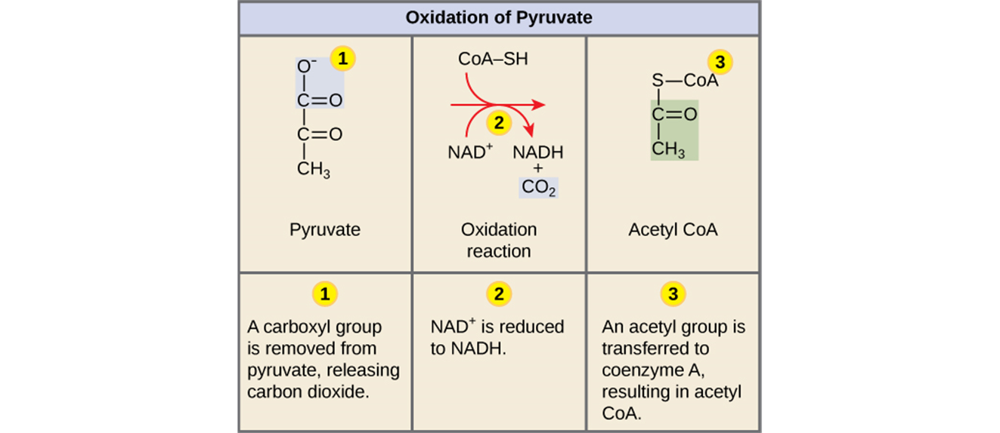 Oxidation of Pyruvate
1
O⁻
C=O
C=O
CH₃
Pyruvate
CoA–SH
2
NAD⁺ NADH
+
CO₂
Oxidation
reaction
3
S—CoA
C=O
CH₃
Acetyl CoA
1
A carboxyl group
is removed from
pyruvate, releasing
carbon dioxide.
2
NAD⁺ is reduced
to NADH.
3
An acetyl group is
transferred to
coenzyme A,
resulting in acetyl
CoA.